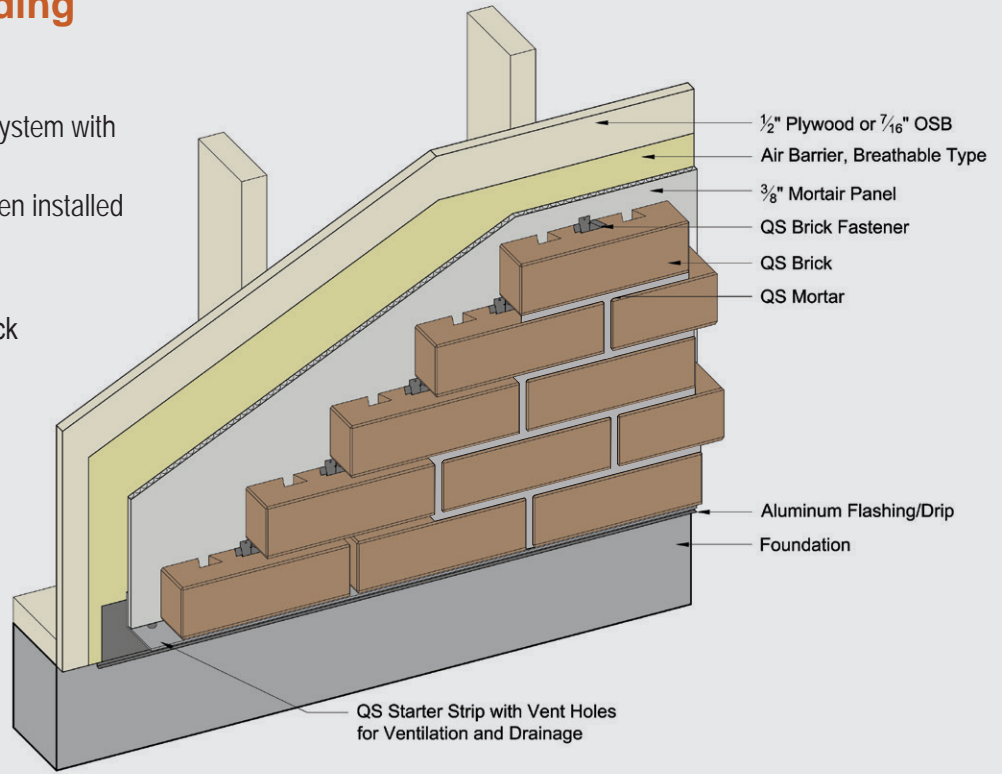 ding
ystem with
en installed
ck
½" Plywood or 7⁄16" OSB
Air Barrier, Breathable Type
⅜" Mortair Panel
QS Brick Fastener
QS Brick
QS Mortar
Aluminum Flashing/Drip
Foundation
QS Starter Strip with Vent Holes
for Ventilation and Drainage